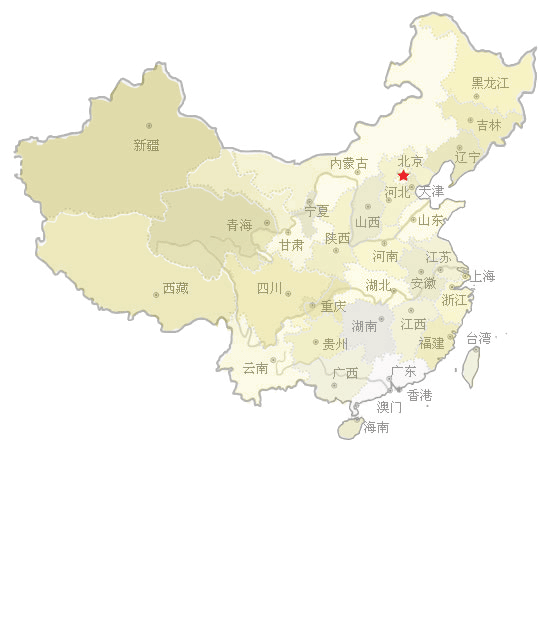 黑龙江
吉林
新疆
辽宁
北京
内蒙古
河北
天津
宁夏
山西
山东
青海
陕西
甘肃
河南
江苏
上海
西藏
四川
湖北
安徽
浙江
重庆
湖南
江西
贵州
福建
台湾
云南
广西
广东
香港
澳门
海南